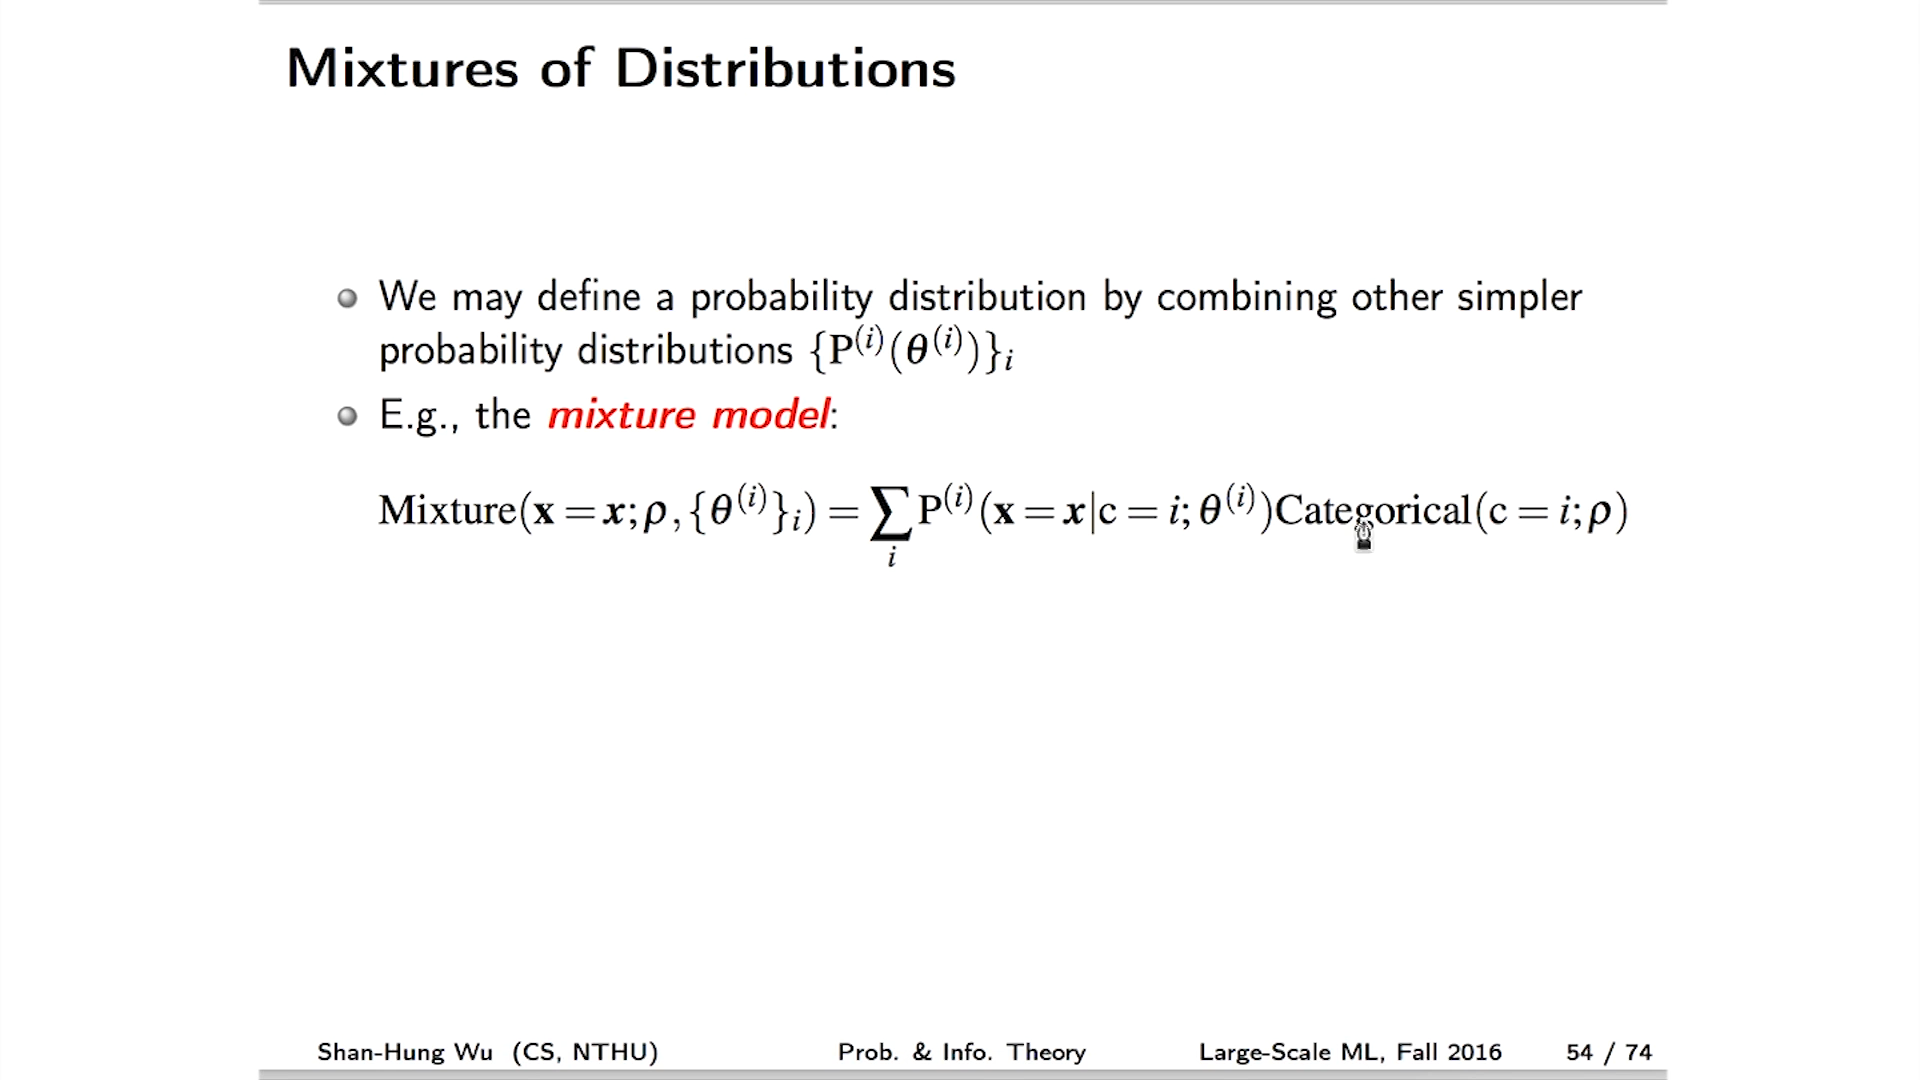 Mixtures of Distributions
We may define a probability distribution by combining other simpler
probability distributions {P^(i)(θ^(i))}_i
E.g., the mixture model:
Mixture(x = x; ρ, {θ^(i)}_i) = ∑_i P^(i)(x = x|c = i; θ^(i))Categorical(c = i; ρ)
Shan-Hung Wu (CS, NTHU) Prob. & Info. Theory Large-Scale ML, Fall 2016 54 / 74